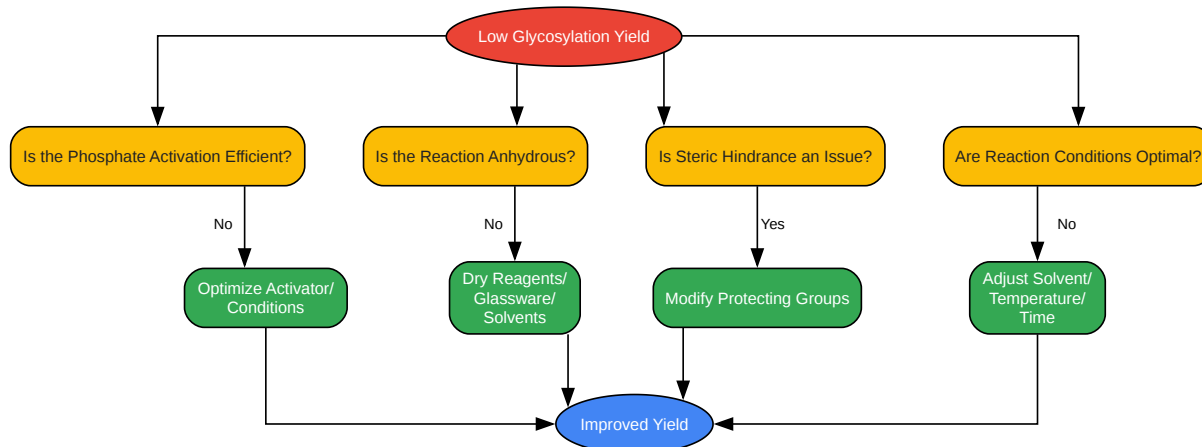 Low Glycosylation Yield
Is the Phosphate Activation Efficient?
Is the Reaction Anhydrous?
Is Steric Hindrance an Issue?
Are Reaction Conditions Optimal?
No
No
Yes
No
Optimize Activator/
Conditions
Dry Reagents/
Glassware/
Solvents
Modify Protecting Groups
Adjust Solvent/
Temperature/
Time
Improved Yield